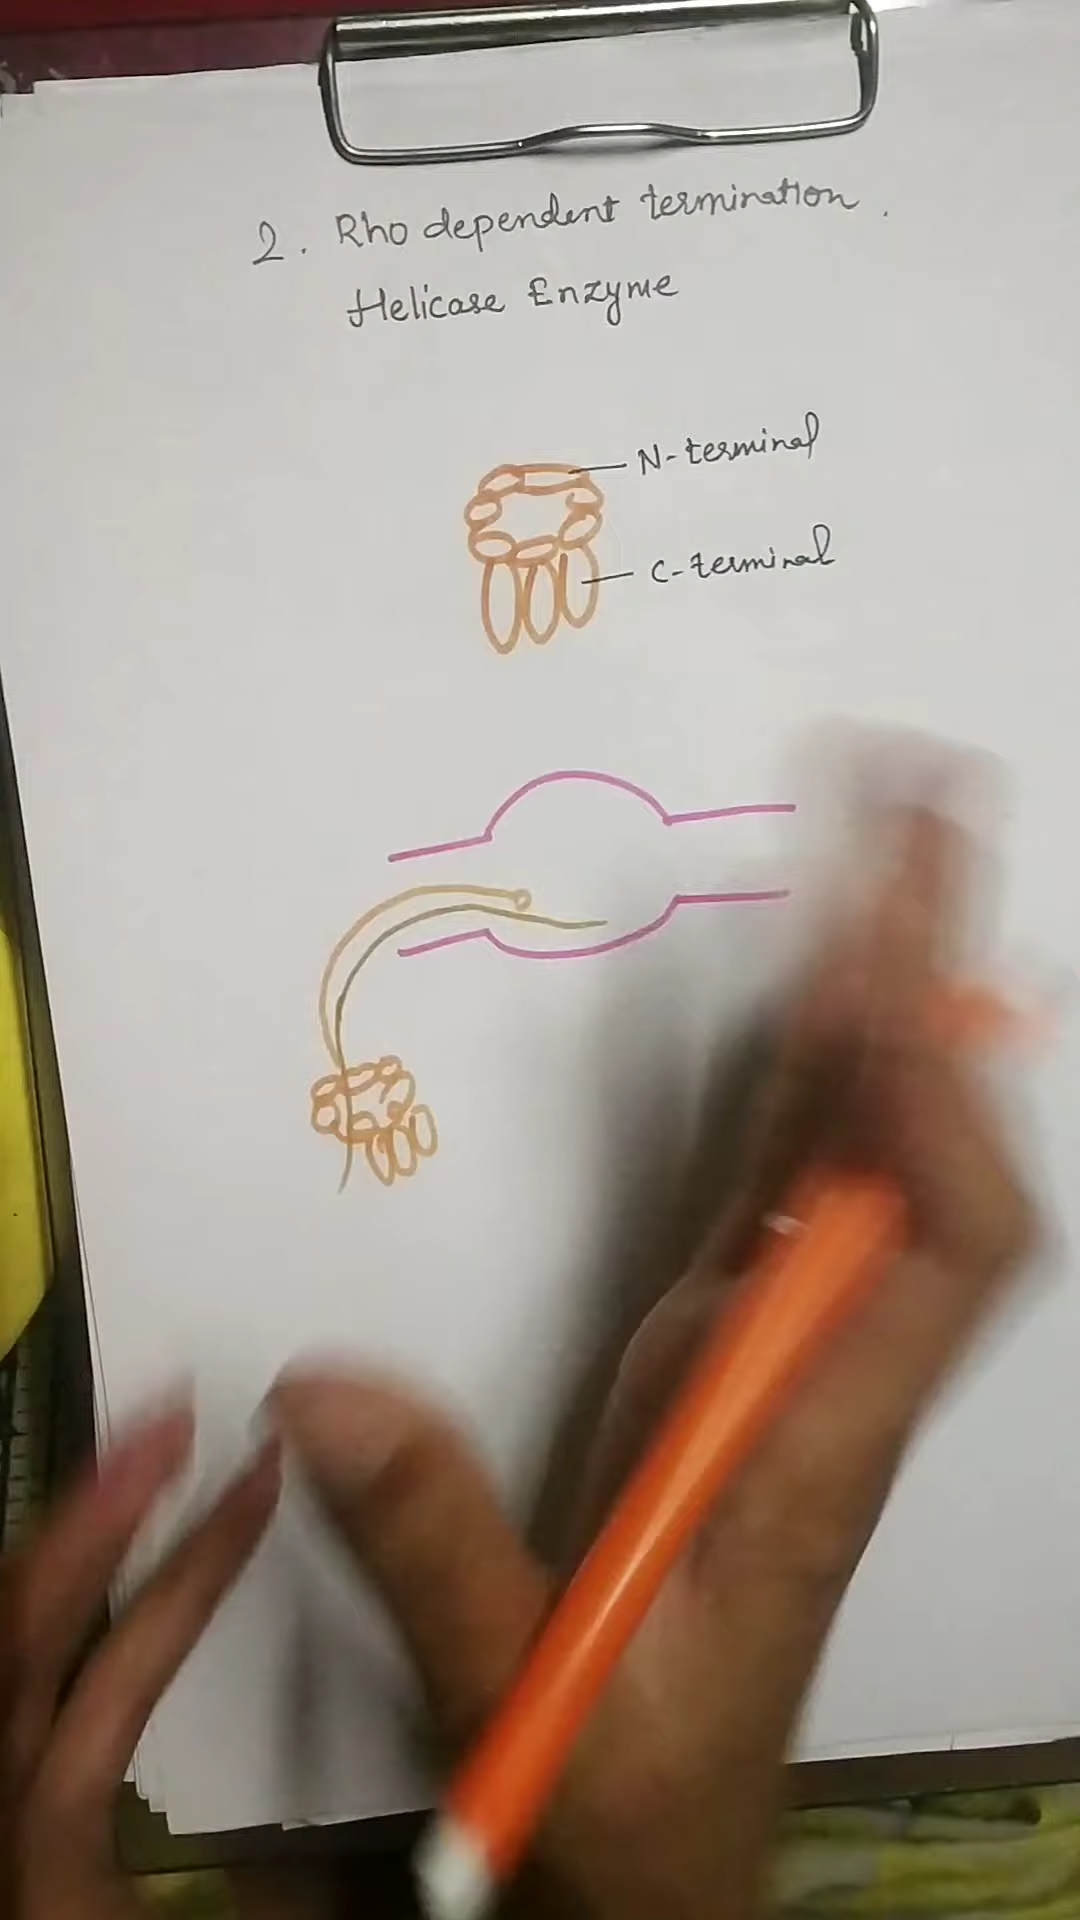 2. Rho dependent termination.
Helicase Enzyme
N-terminal
C-terminal